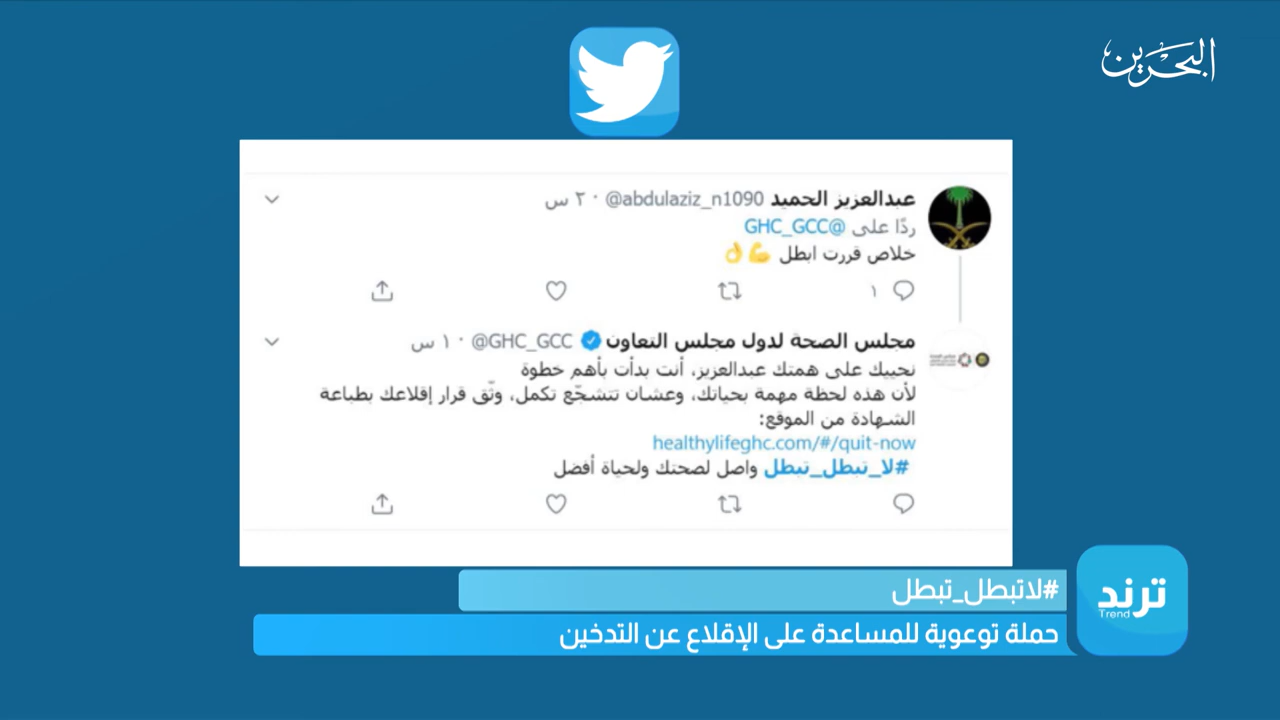 البحرين
عبدالعزيز الحميد @abdulaziz_n1090 · ٢ س
ردًا على @GHC_GCC
خلاص قررت ابطل 💪👌
١
مجلس الصحة لدول مجلس التعاون @GHC_GCC · ١ س
نحييك على همتك عبدالعزيز، أنت بدأت بأهم خطوة
لأن هذه لحظة مهمة بحياتك، وعشان تتشجّع تكمل، وثّق قرار إقلاعك بطباعة
الشهادة من الموقع:
healthylifeghc.com/#/quit-now
#لا_تبطل_تبطل واصل لصحتك ولحياة أفضل
#لاتبطل_تبطل
حملة توعوية للمساعدة على الإقلاع عن التدخين
ترند
Trend